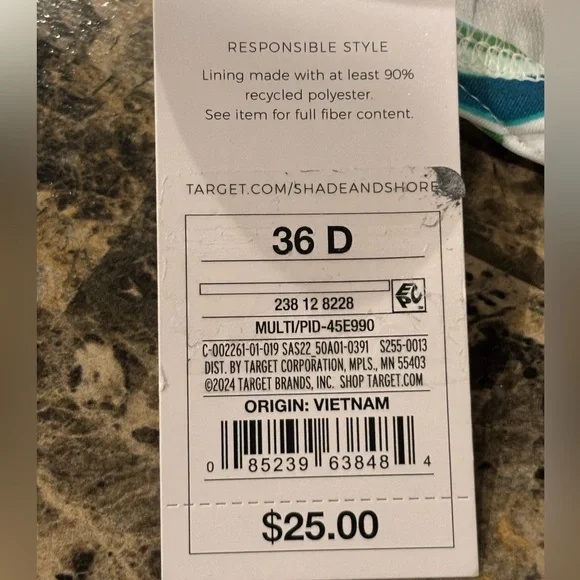 RESPONSIBLE STYLE
Lining made with at least 90%
recycled polyester.
See item for full fiber content.
TARGET.COM/SHADEANDSHORE
36 D
238 12 8228
MULTI/PID-45E990
C-002261-01-019 SAS22_50A01-0391 S255-0013
DIST. BY TARGET CORPORATION, MPLS., MN 55403
©2024 TARGET BRANDS, INC. SHOP TARGET.COM
ORIGIN: VIETNAM
0 85239 63848 4
$25.00